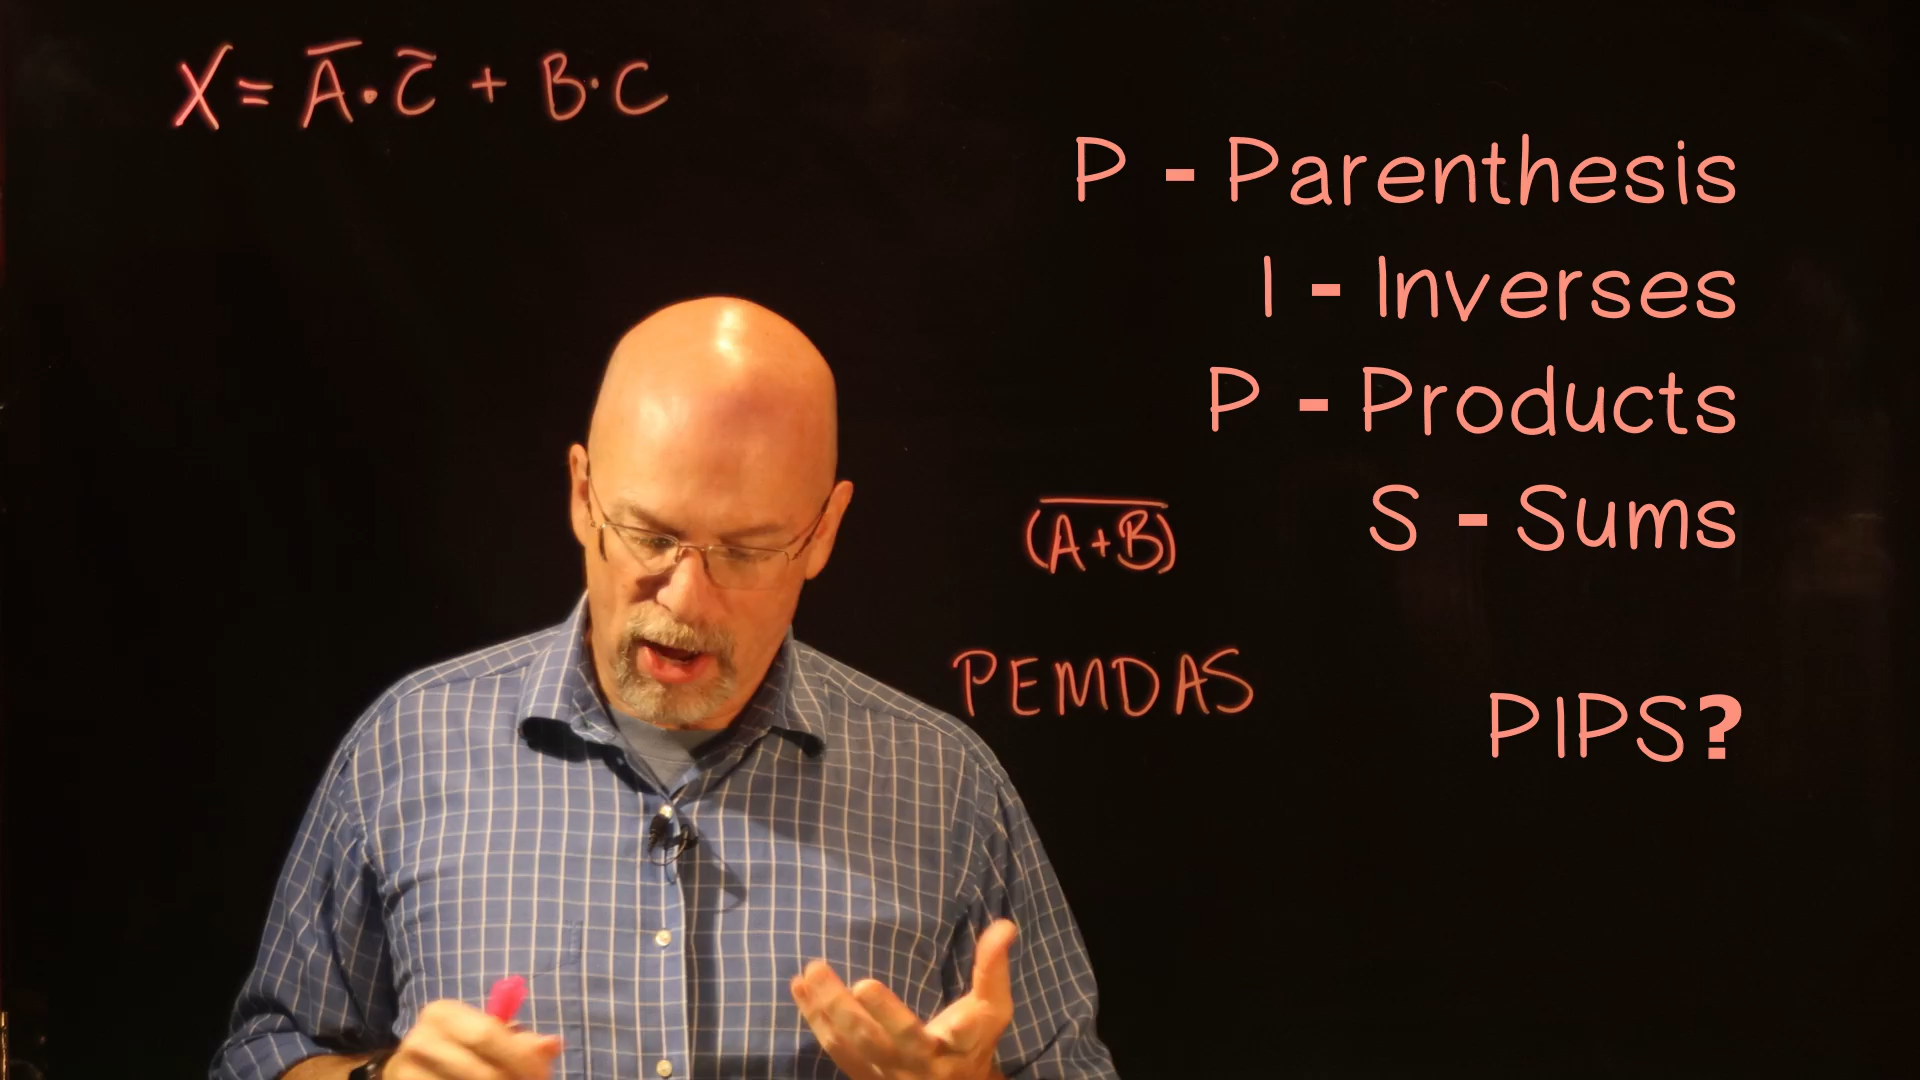 X = A̅·C̅ + B·C
P - Parenthesis
I - Inverses
P - Products
S - Sums
(A̅+̅B̅)
PEMDAS
PIPS?